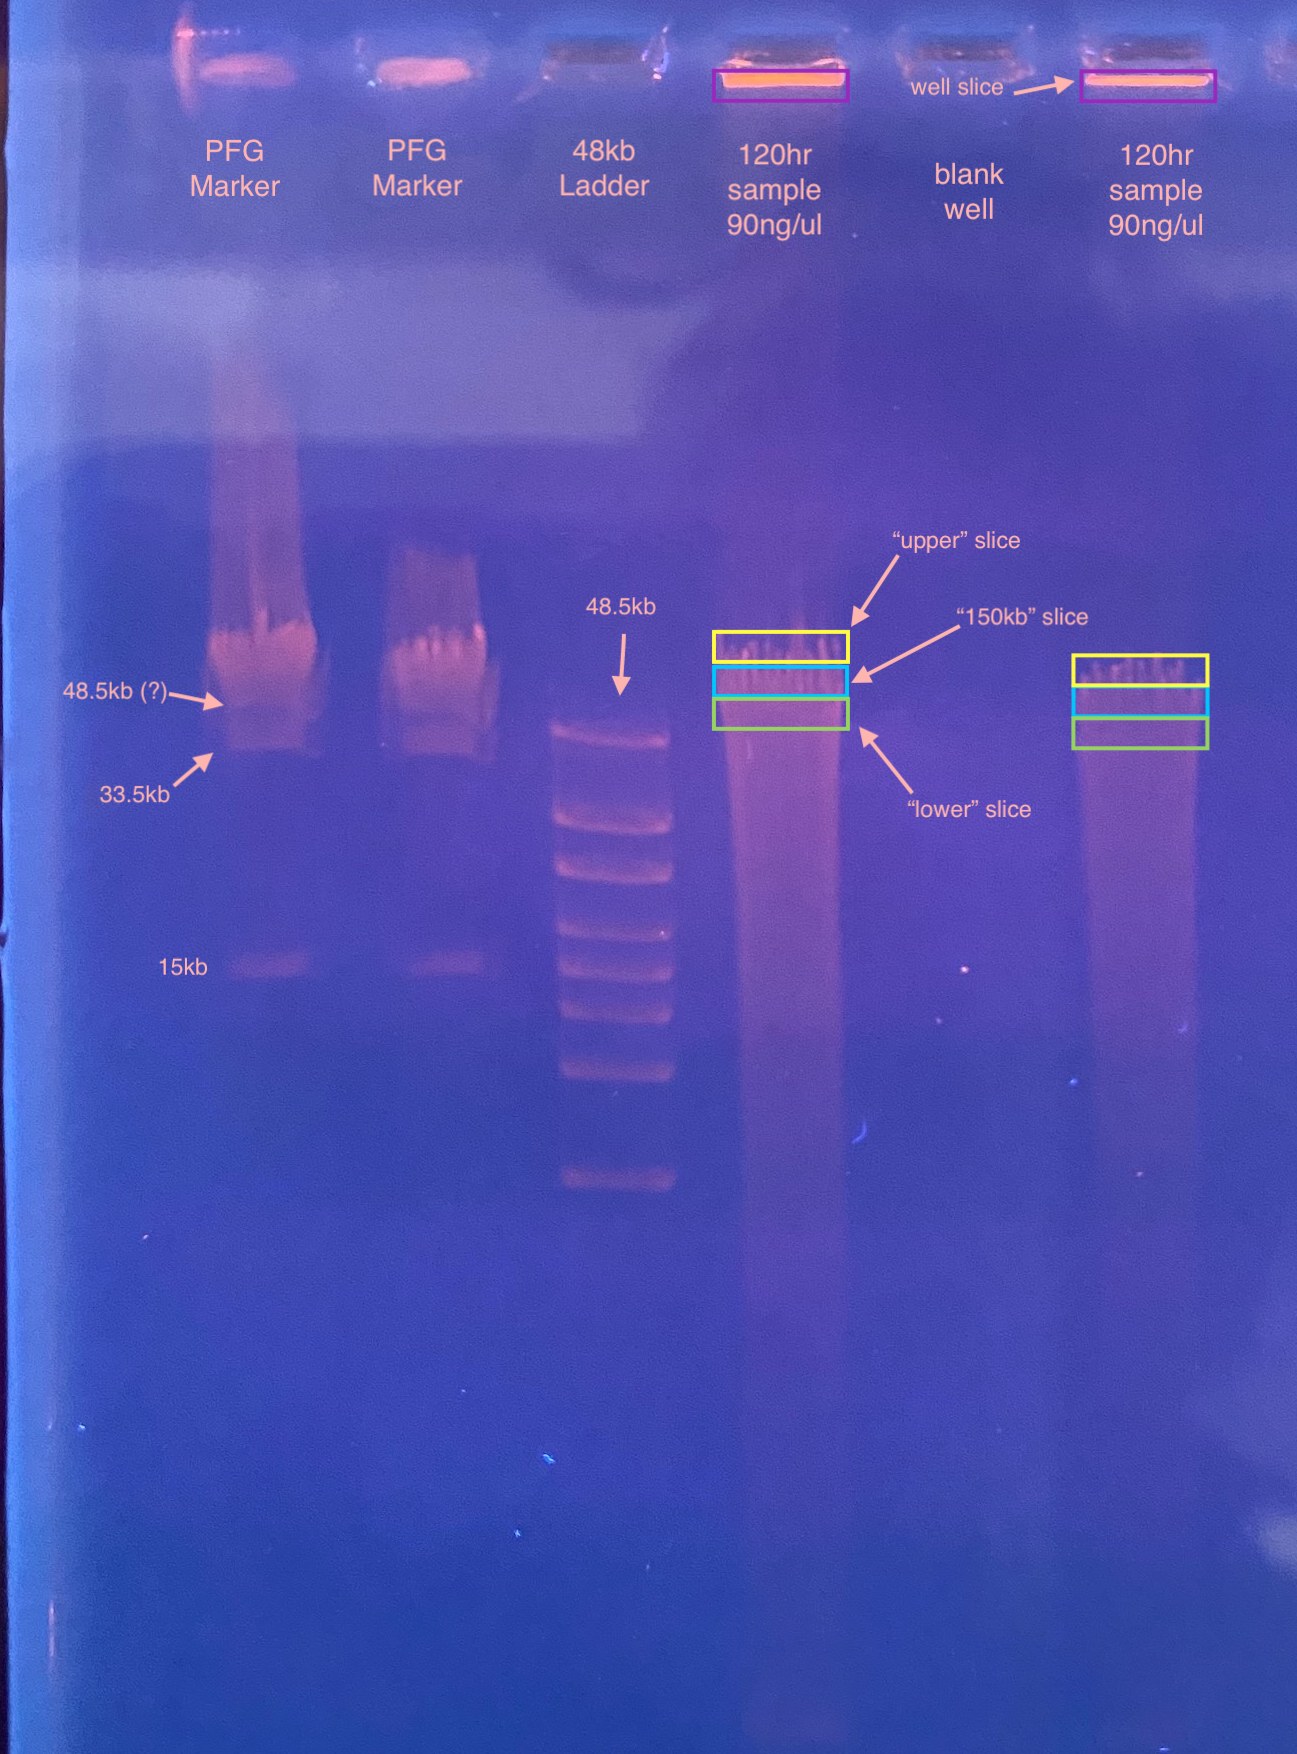 well slice
PFG
Marker
PFG
Marker
48kb
Ladder
120hr
sample
90ng/ul
blank
well
120hr
sample
90ng/ul
“upper” slice
48.5kb
“150kb” slice
48.5kb (?)
33.5kb
“lower” slice
15kb